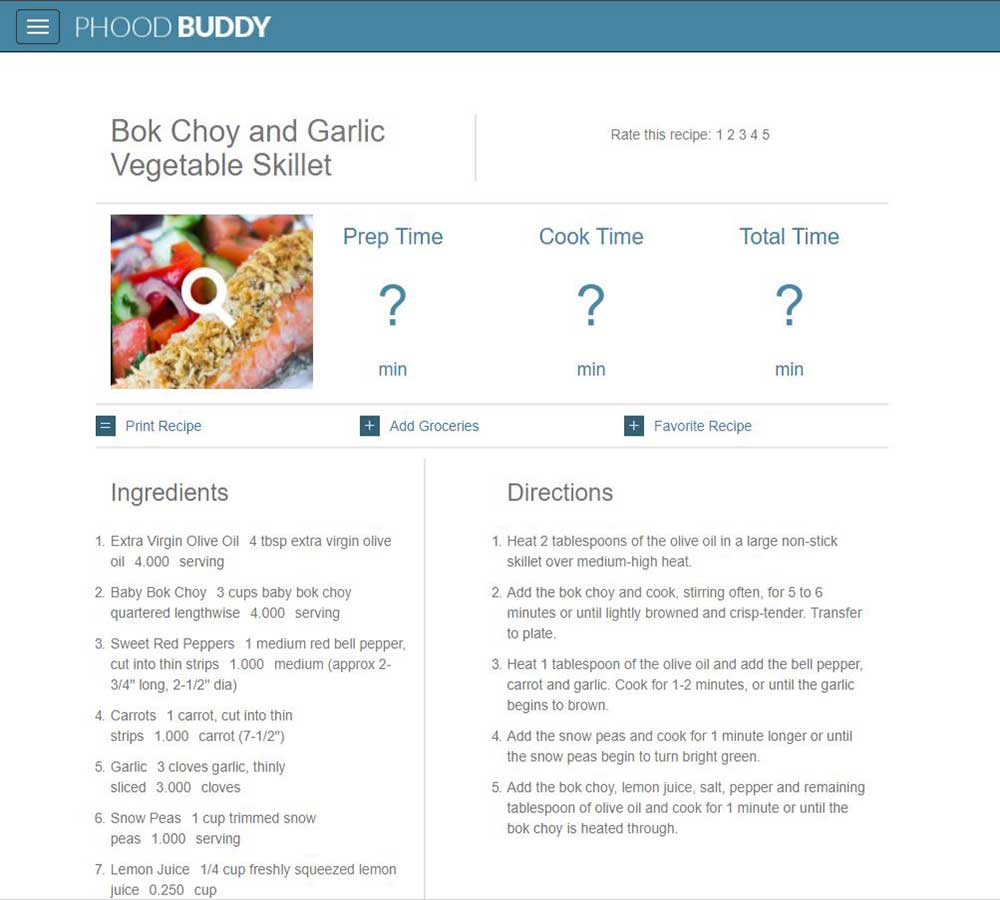 PHOOD BUDDY
Bok Choy and Garlic
Vegetable Skillet
Rate this recipe: 1 2 3 4 5
Prep Time
?
min
Cook Time
?
min
Total Time
?
min
= Print Recipe
+ Add Groceries
+ Favorite Recipe
Ingredients
1. Extra Virgin Olive Oil 4 tbsp extra virgin olive
oil 4.000 serving
2. Baby Bok Choy 3 cups baby bok choy
quartered lengthwise 4.000 serving
3. Sweet Red Peppers 1 medium red bell pepper,
cut into thin strips 1.000 medium (approx 2-
3/4" long, 2-1/2" dia)
4. Carrots 1 carrot, cut into thin
strips 1.000 carrot (7-1/2")
5. Garlic 3 cloves garlic, thinly
sliced 3.000 cloves
6. Snow Peas 1 cup trimmed snow
peas 1.000 serving
7. Lemon Juice 1/4 cup freshly squeezed lemon
juice 0.250 cup
Directions
1. Heat 2 tablespoons of the olive oil in a large non-stick
skillet over medium-high heat.
2. Add the bok choy and cook, stirring often, for 5 to 6
minutes or until lightly browned and crisp-tender. Transfer
to plate.
3. Heat 1 tablespoon of the olive oil and add the bell pepper,
carrot and garlic. Cook for 1-2 minutes, or until the garlic
begins to brown.
4. Add the snow peas and cook for 1 minute longer or until
the snow peas begin to turn bright green.
5. Add the bok choy, lemon juice, salt, pepper and remaining
tablespoon of olive oil and cook for 1 minute or until the
bok choy is heated through.